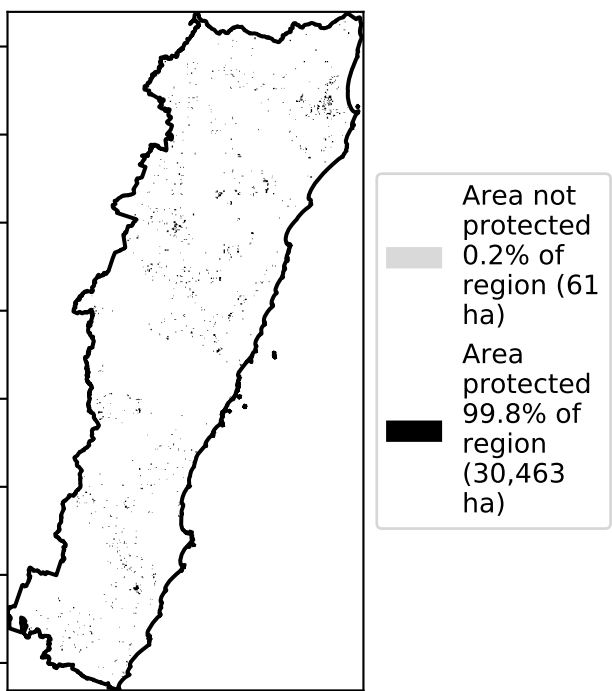 Area not
protected
0.2% of
region (61
ha)
Area
protected
99.8% of
region
(30,463
ha)